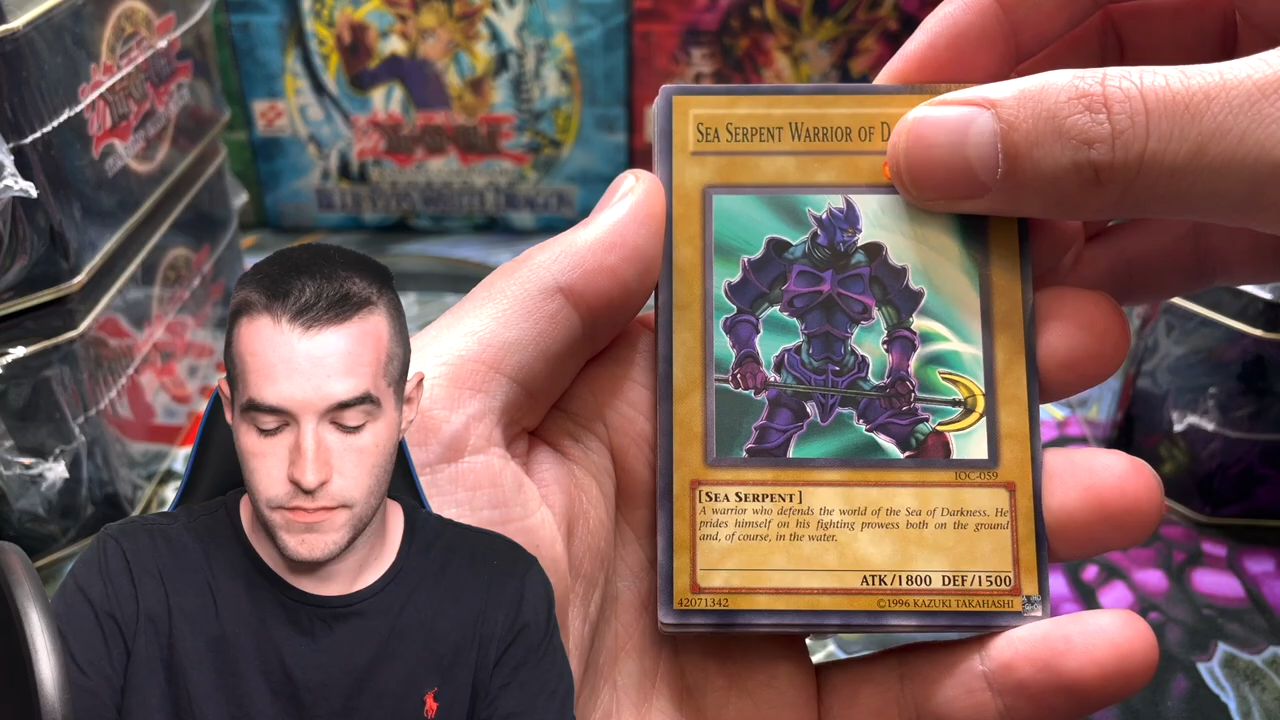 SEA SERPENT WARRIOR OF D
IOC-059
[SEA SERPENT]
A warrior who defends the world of the Sea of Darkness. He
prides himself on his fighting prowess both on the ground
and, of course, in the water.
ATK/1800 DEF/1500
42071342
©1996 KAZUKI TAKAHASHI